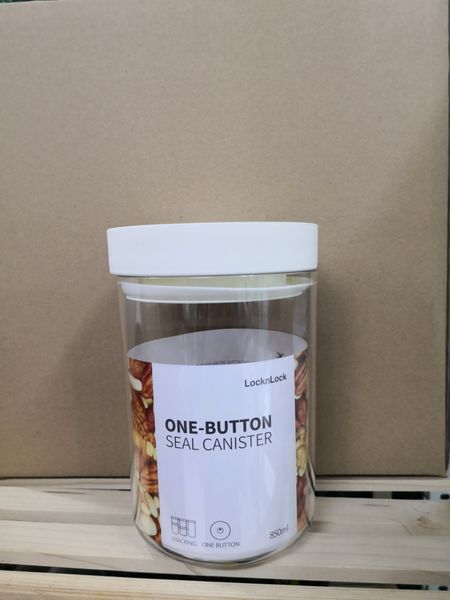 LocknLock
ONE-BUTTON
SEAL CANISTER
STACKING
ONE BUTTON
850ml